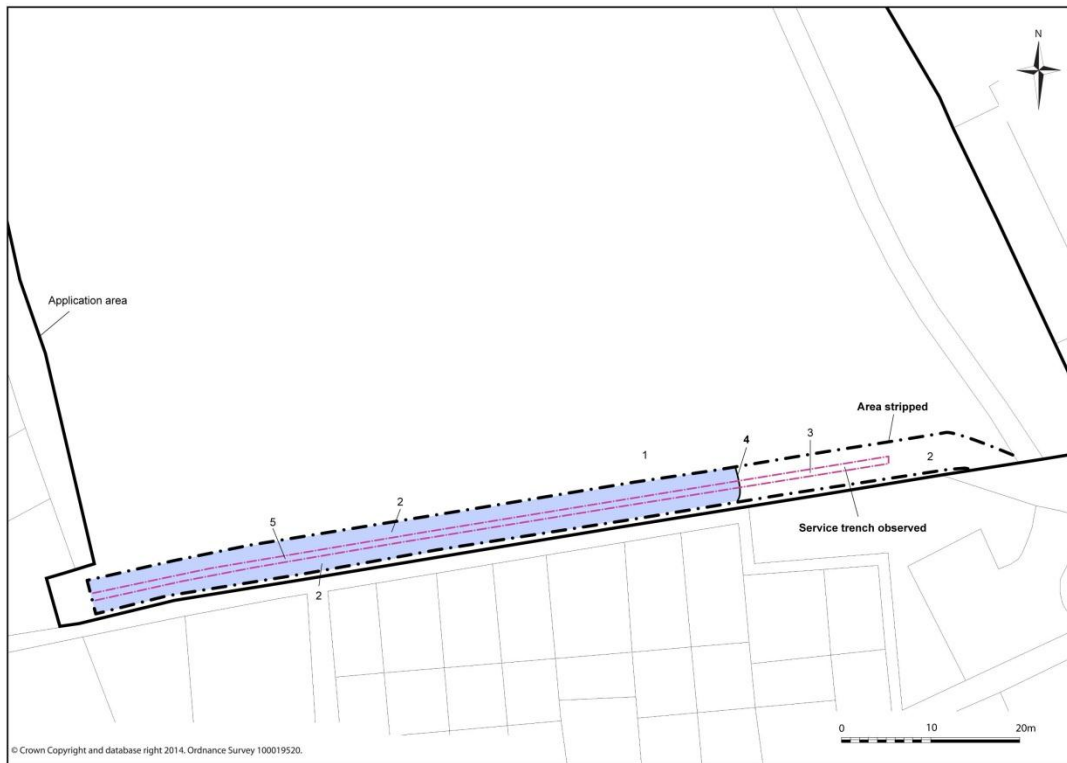 N
Application area
Area stripped
1
4
3
2
2
5
Service trench observed
2
0
10
20m
© Crown Copyright and database right 2014. Ordnance Survey 100019520.